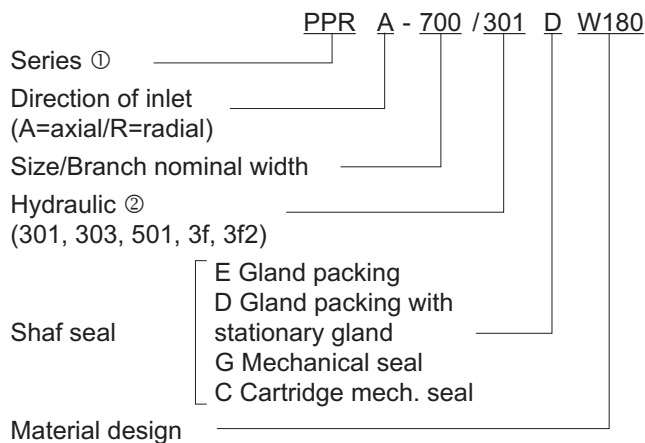 PPR A - 700 / 301 D W180
Series ①
Direction of inlet
(A=axial/R=radial)
Size/Branch nominal width
Hydraulic ②
(301, 303, 501, 3f, 3f2)
E Gland packing
D Gland packing with
Shaf seal
stationary gland
G Mechanical seal
C Cartridge mech. seal
Material design